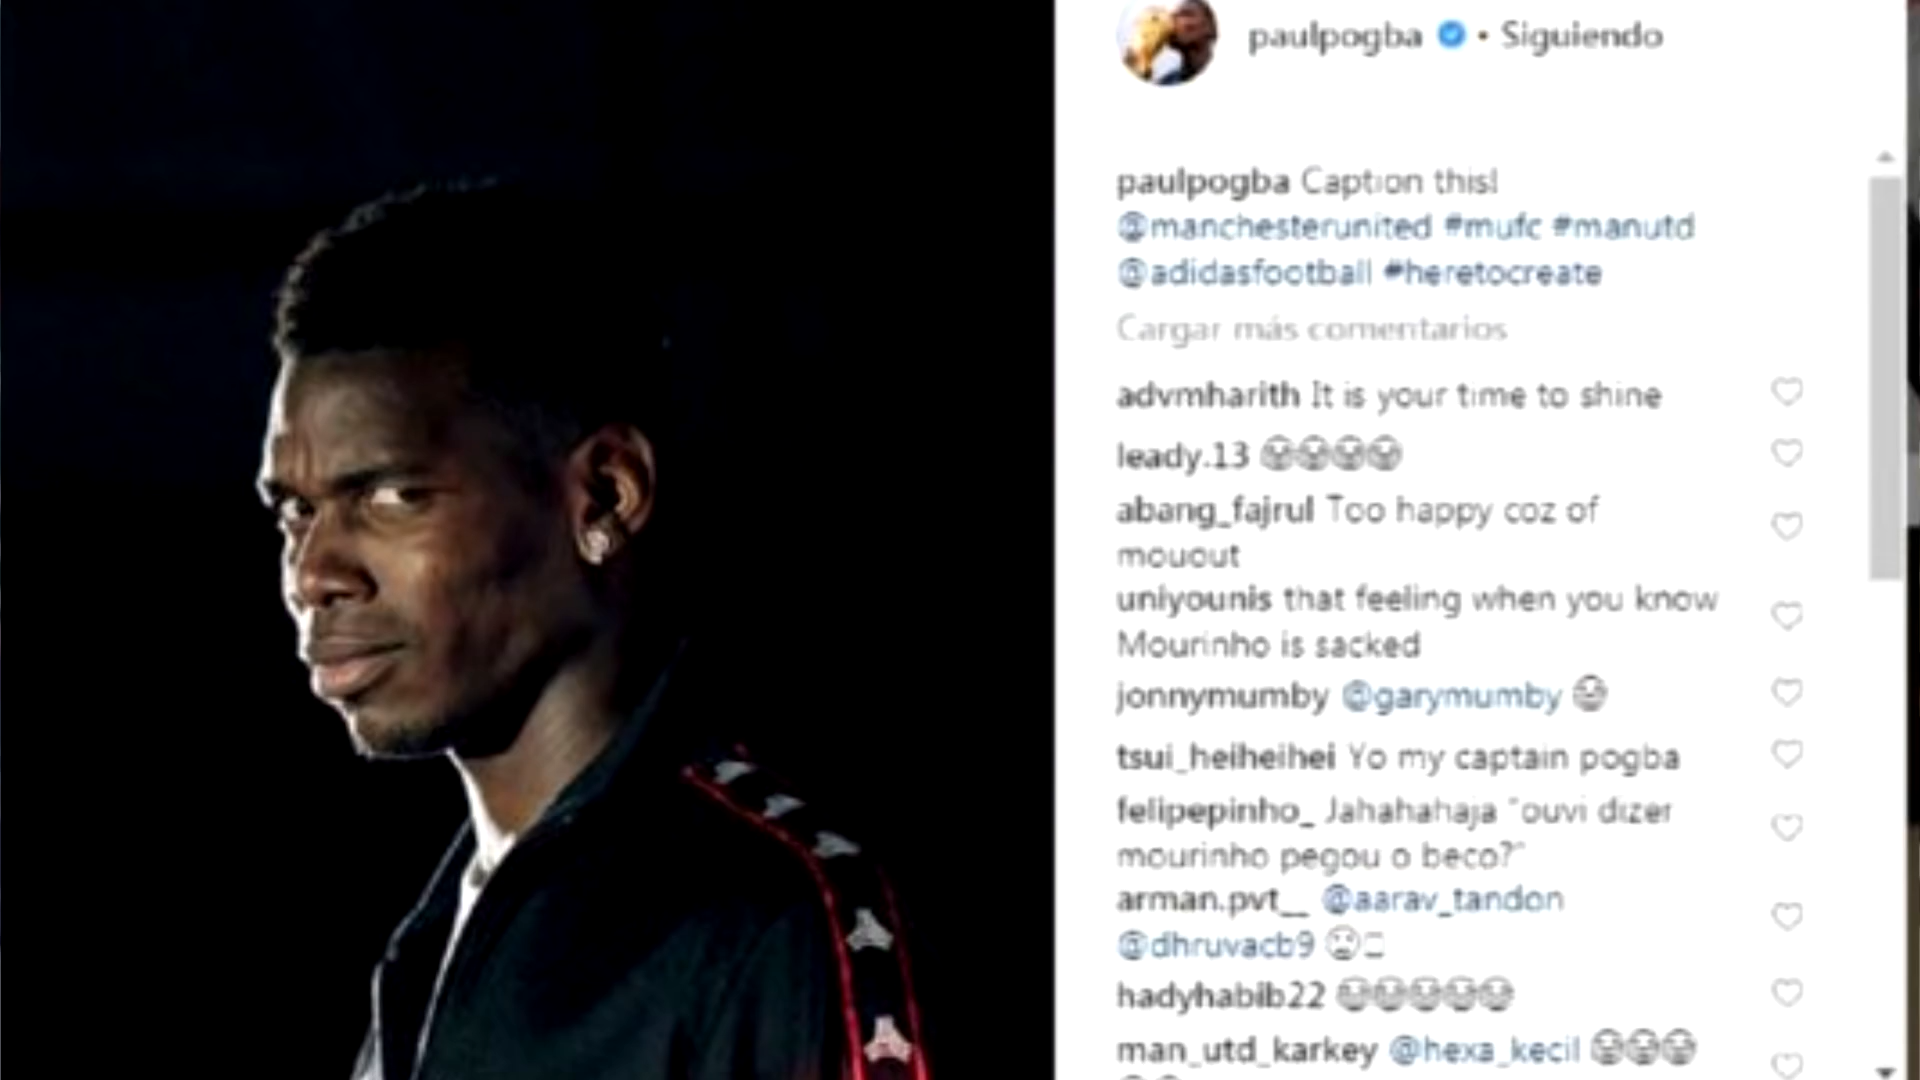 paulpogba • Siguiendo
paulpogba Caption this!
@manchesterunited #mufc #manutd
@adidasfootball #heretocreate
Cargar más comentarios
advmharith It is your time to shine
leady.13
abang_fajrul Too happy coz of
mouout
uniyounis that feeling when you know
Mourinho is sacked
jonnymumby @garymumby
tsui_heiheihei Yo my captain pogba
felipepinho_ Jahahahaja "ouvi dizer
mourinho pegou o beco?"
arman.pvt__ @aarav_tandon
@dhruvacb9
hadyhabib22
man_utd_karkey @hexa_kecil